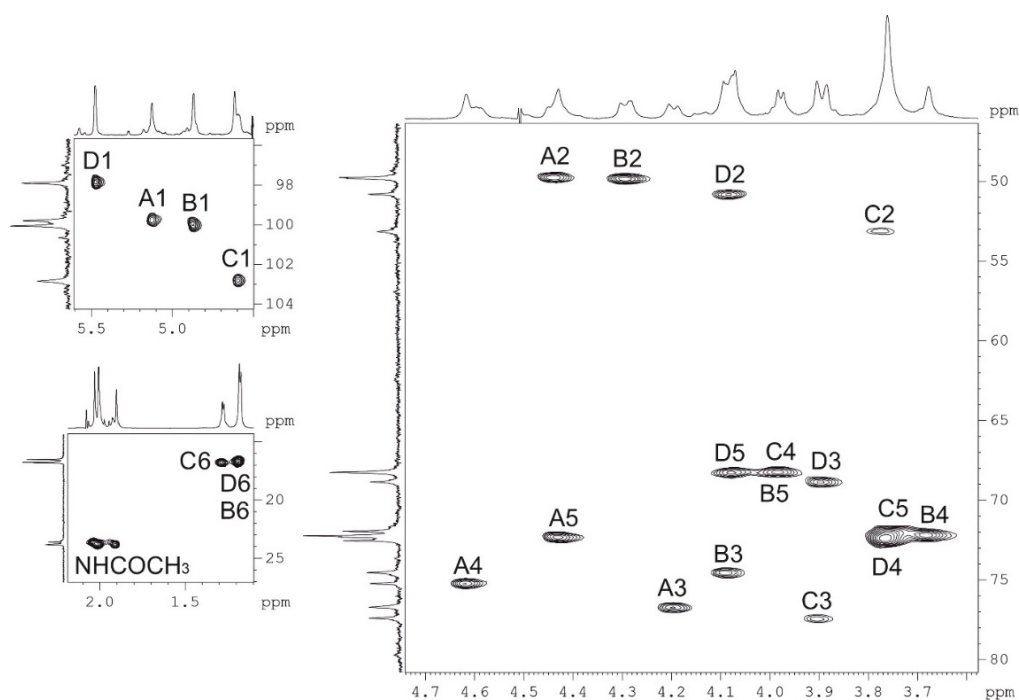 ppm
ppm
D1
A1
B1
C1
98
100
102
104
5.5
5.0
ppm
ppm
C6
D6
B6
NHCOCH₃
20
25
2.0
1.5
ppm
ppm
A2
B2
D2
C2
50
55
60
65
D5
C4
B5
D3
70
A5
C5
B4
D4
A4
B3
A3
C3
75
80
4.7
4.6
4.5
4.4
4.3
4.2
4.1
4.0
3.9
3.8
3.7
ppm